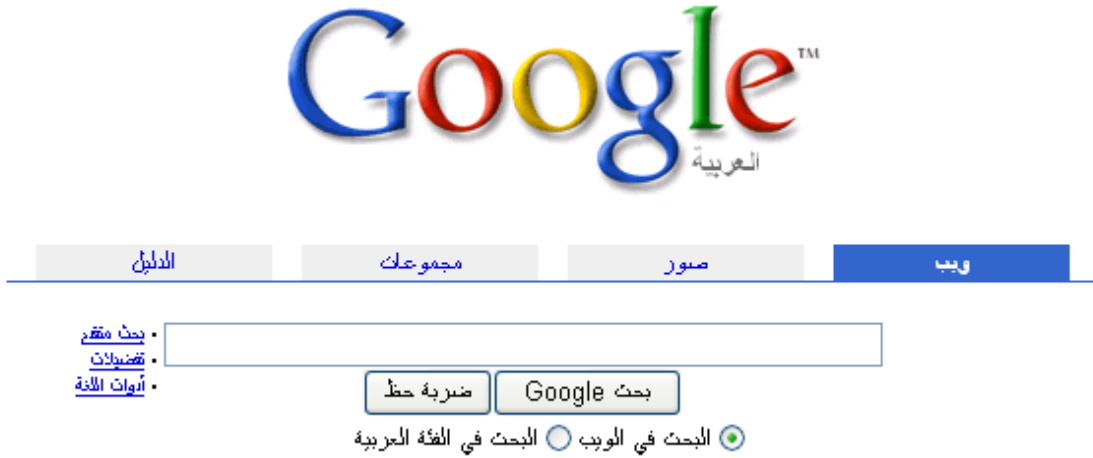 Google™
العربية
ويب صور مجموعات الدليل
بحث متقدم
تفضيلات
أدوات اللغة
بحث Google ضربة حظ
البحث في الويب البحث في الفئة العربية